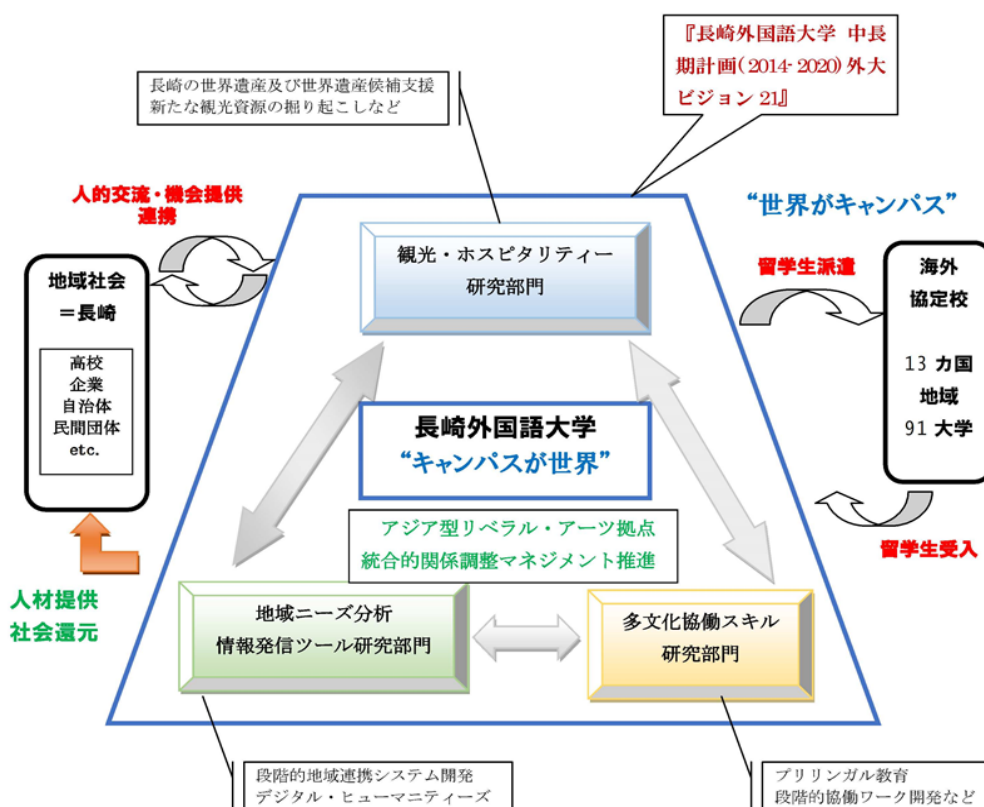 『長崎外国語大学 中長
期計画(2014-2020)外大
ビジョン21』
長崎の世界遺産及び世界遺産候補支援
新たな観光資源の掘り起こしなど
人的交流・機会提供
連携
“世界がキャンパス”
観光・ホスピタリティー
研究部門
地域社会
＝長崎
高校
企業
自治体
民間団体
etc.
留学生派遣
海外
協定校
13 カ国
地域
91 大学
長崎外国語大学
“キャンパスが世界”
アジア型リベラル・アーツ拠点
統合的関係調整マネジメント推進
留学生受入
人材提供
社会還元
地域ニーズ分析
情報発信ツール研究部門
多文化協働スキル
研究部門
段階的地域連携システム開発
デジタル・ヒューマニティーズ
プリリンガル教育
段階的協働ワーク開発など